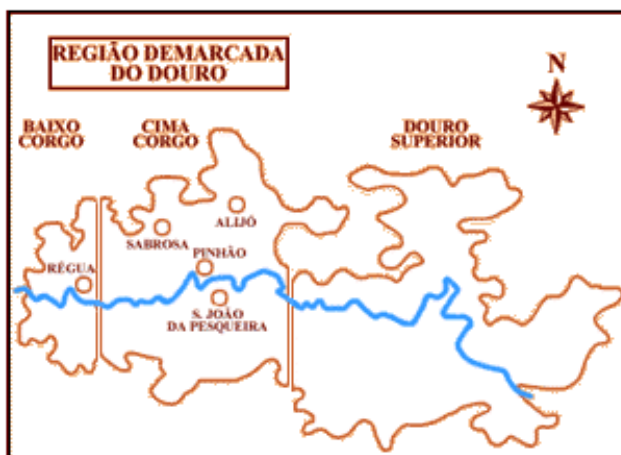 REGIÃO DEMARCADA
DO DOURO
N
BAIXO
CORGO
CIMA
CORGO
DOURO
SUPERIOR
ALIJÓ
SABROSA
PINHÃO
RÉGUA
S. JOÃO
DA PESQUEIRA